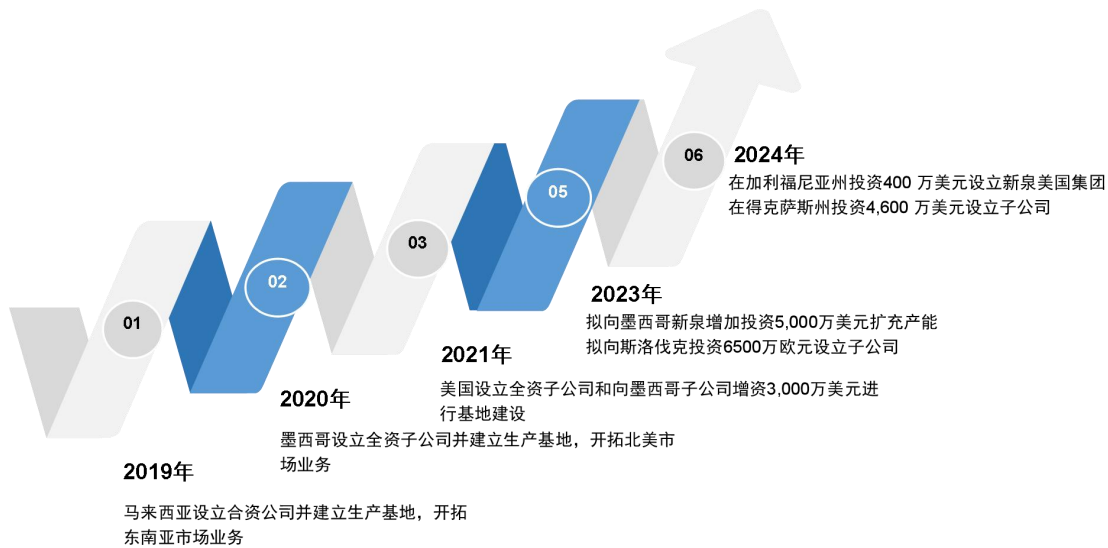 01
2019年
马来西亚设立合资公司并建立生产基地，开拓
东南亚市场业务
02
2020年
墨西哥设立全资子公司并建立生产基地，开拓北美市
场业务
03
2021年
美国设立全资子公司和向墨西哥子公司增资3,000万美元进
行基地建设
05
2023年
拟向墨西哥新泉增加投资5,000万美元扩充产能
拟向斯洛伐克投资6500万欧元设立子公司
06
2024年
在加利福尼亚州投资400 万美元设立新泉美国集团
在得克萨斯州投资4,600 万美元设立子公司